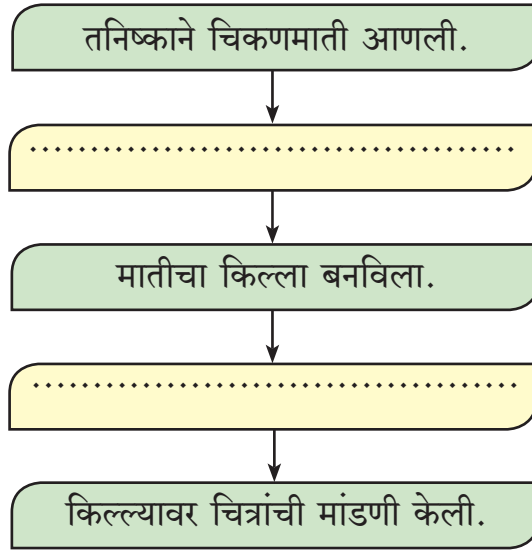 तनिष्काने चिकणमाती आणली.
........................................
मातीचा किल्ला बनविला.
........................................
किल्ल्यावर चित्रांची मांडणी केली.